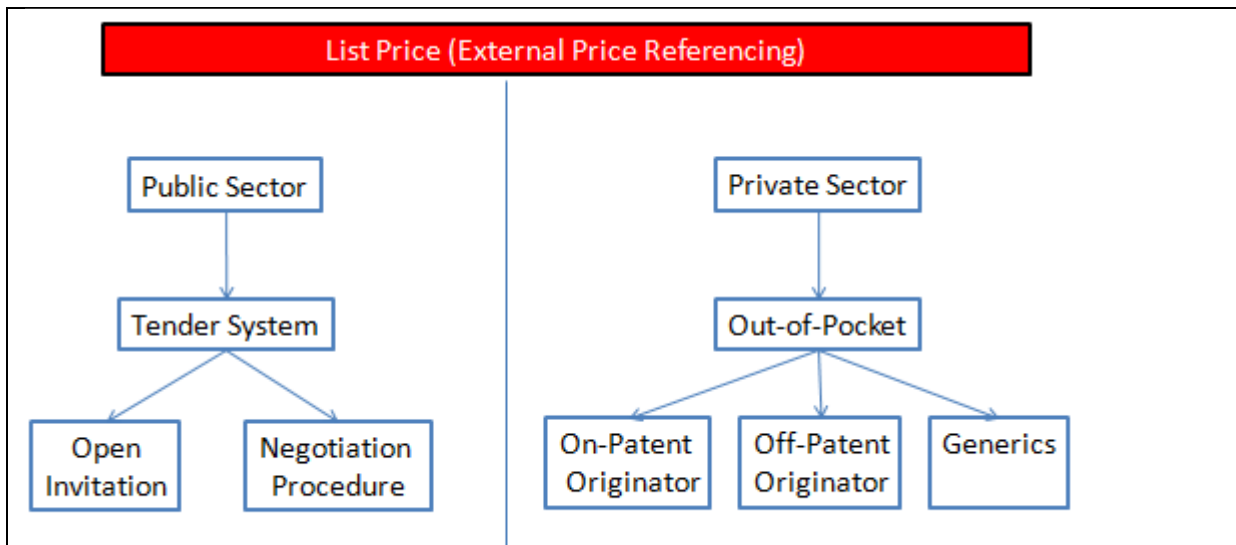 List Price (External Price Referencing)
Public Sector
Private Sector
Tender System
Out-of-Pocket
Open
Invitation
Negotiation
Procedure
On-Patent
Originator
Off-Patent
Originator
Generics